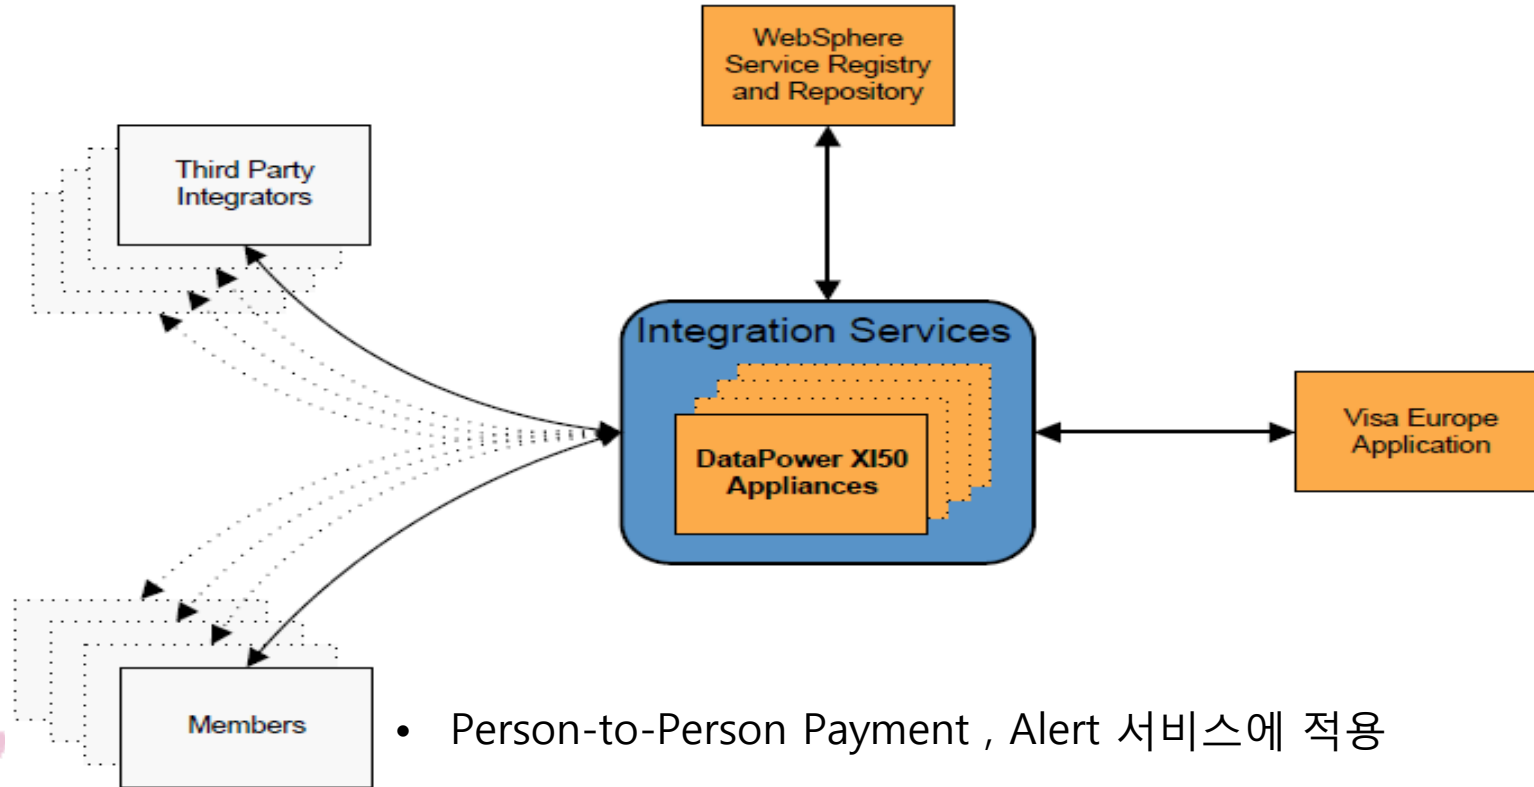 WebSphere
Service Registry
and Repository
Third Party
Integrators
Integration Services
DataPower XI50
Appliances
Visa Europe
Application
Members
• Person-to-Person Payment , Alert 서비스에 적용